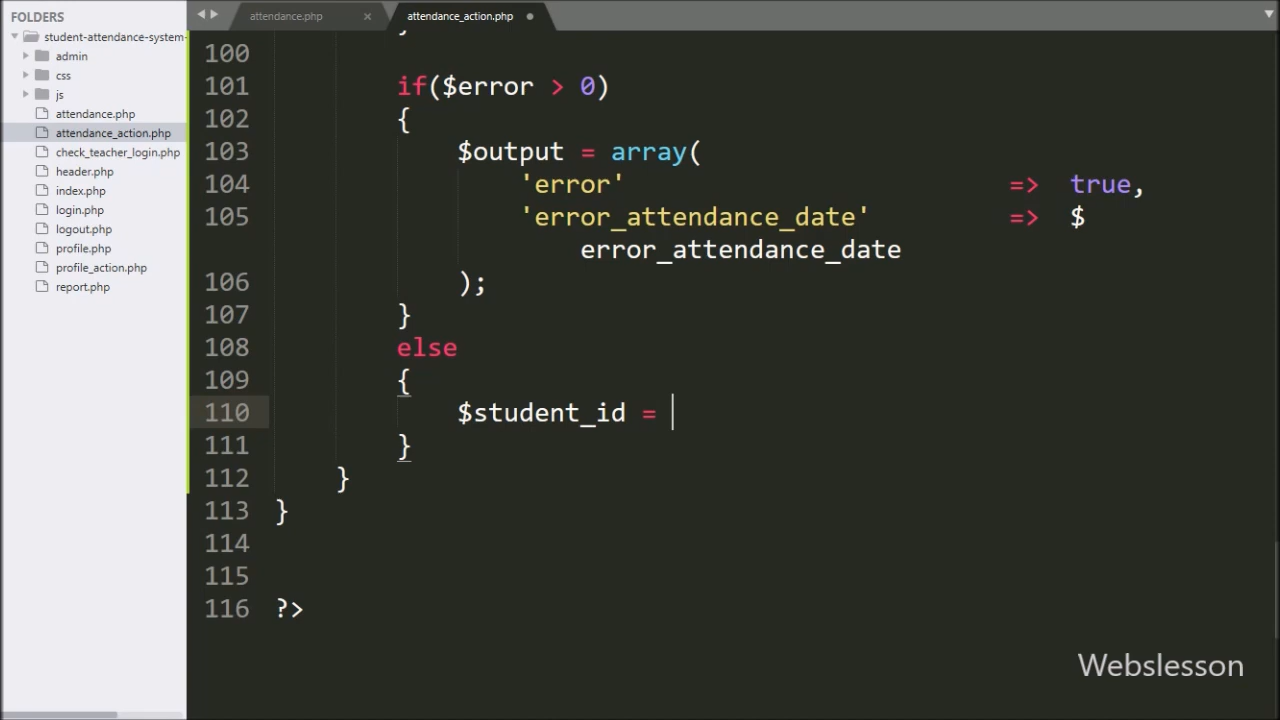 FOLDERS
student-attendance-system-
admin
css
js
attendance.php
attendance_action.php
check_teacher_login.php
header.php
index.php
login.php
logout.php
profile.php
profile_action.php
report.php
attendance.php ×
attendance_action.php
100
101 if($error > 0)
102 {
103 $output = array(
104 'error' => true,
105 'error_attendance_date' => $
error_attendance_date
106 );
107 }
108 else
109 {
110 $student_id =
111 }
112 }
113 }
114
115
116 ?>
Webslesson